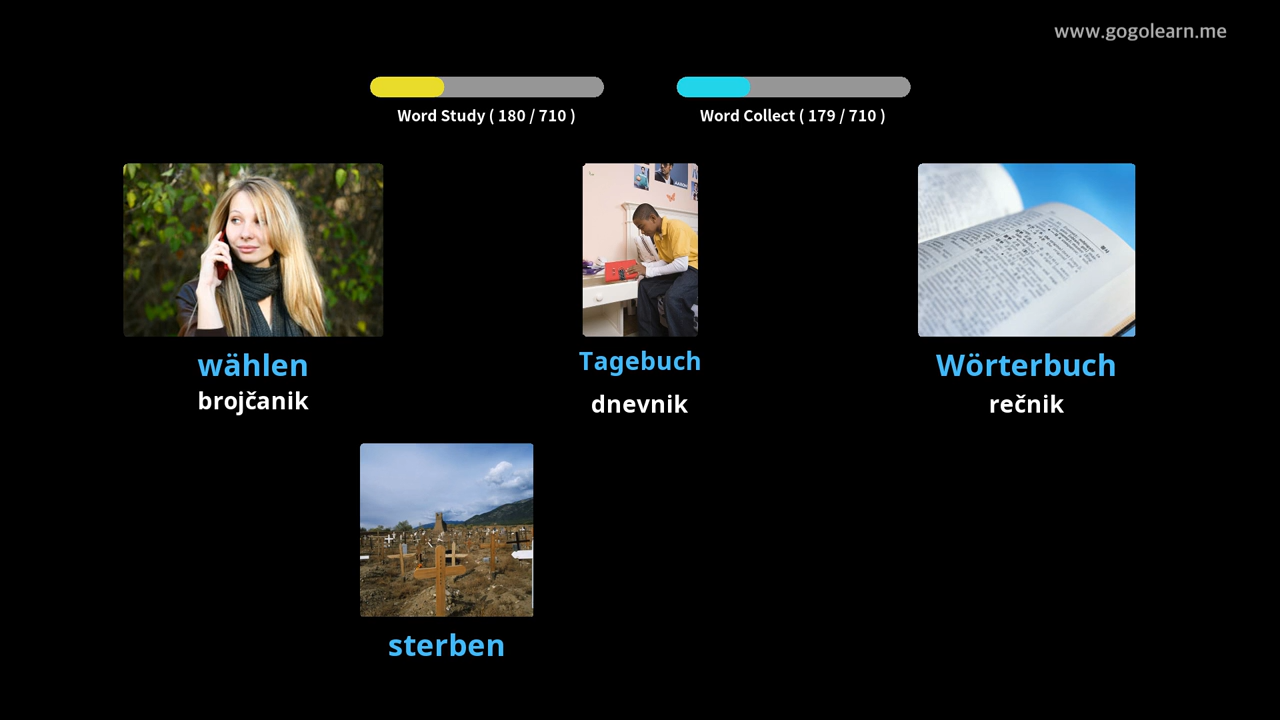 www.gogolearn.me
Word Study ( 180 / 710 )
Word Collect ( 179 / 710 )
wählen
brojčanik
Tagebuch
dnevnik
Wörterbuch
rečnik
sterben